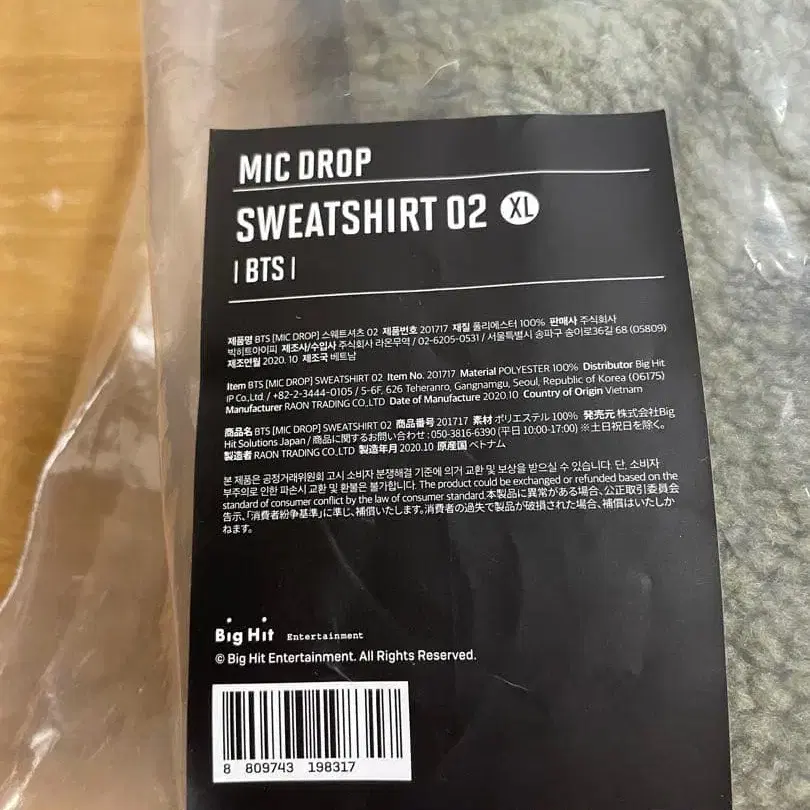 MIC DROP
SWEATSHIRT 02 XL
| BTS |
제품명 BTS [MIC DROP] 스웨트셔츠 02 제품번호 201717 재질 폴리에스터 100% 판매사 주식회사
빅히트아이피 제조사/수입사 주식회사 라온무역 / 02-6205-0531 / 서울특별시 송파구 송이로36길 68 (05809)
제조연월 2020. 10 제조국 베트남
Item BTS [MIC DROP] SWEATSHIRT 02 Item No. 201717 Material POLYESTER 100% Distributor Big Hit
IP Co.,Ltd. / +82-2-3444-0105 / 5-6F, 626 Teheranro, Gangnamgu, Seoul, Republic of Korea (06175)
Manufacturer RAON TRADING CO.,LTD Date of Manufacture 2020.10 Country of Origin Vietnam
商品名 BTS [MIC DROP] SWEATSHIRT 02 商品番号 201717 素材 ポリエステル 100% 発売元 株式会社Big
Hit Solutions Japan / 商品に関するお問い合わせ : 050-3816-6390 (平日 10:00-17:00) ※土日祝日を除く。
製造者 RAON TRADING CO.,LTD 製造年月 2020.10 原産国 ベトナム
본 제품은 공정거래위원회 고시 소비자 분쟁해결 기준에 의거 교환 및 보상을 받으실 수 있습니다. 단, 소비자
부주의로 인한 파손시 교환 및 환불은 불가합니다. The product could be exchanged or refunded based on the
standard of consumer conflict by the law of consumer standard. 本製品に異常がある場合、公正取引委員会
告示、「消費者紛争基準」に準じ、補償いたします。消費者の過失で製品が破損された場合、補償はいたしか
ねます。
Big Hit Entertainment
© Big Hit Entertainment. All Rights Reserved.
8 809743 198317